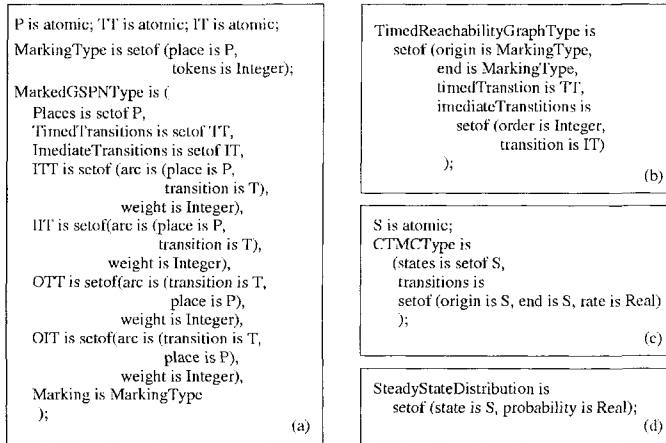 P is atomic; TT is atomic; IT is atomic;
MarkingType is setof (place is P,
tokens is Integer);
MarkedGSPNType is (
Places is setof P,
TimedTransitions is setof TT,
ImediateTransitions is setof IT,
ITT is setof (arc is (place is P,
transition is T),
weight is Integer),
IIT is setof(arc is (place is P,
transition is T),
weight is Integer),
OTT is setof(arc is (transition is T,
place is P),
weight is Integer),
OIT is setof(arc is (transition is T,
place is P),
weight is Integer),
Marking is MarkingType
);
(a)
TimedReachabilityGraphType is
setof (origin is MarkingType,
end is MarkingType,
timedTranstion is TT,
imediateTranstitions is
setof (order is Integer,
transition is IT)
);
(b)
S is atomic;
CTMCType is
(states is setof S,
transitions is
setof (origin is S, end is S, rate is Real)
);
(c)
SteadyStateDistribution is
setof (state is S, probability is Real);
(d)